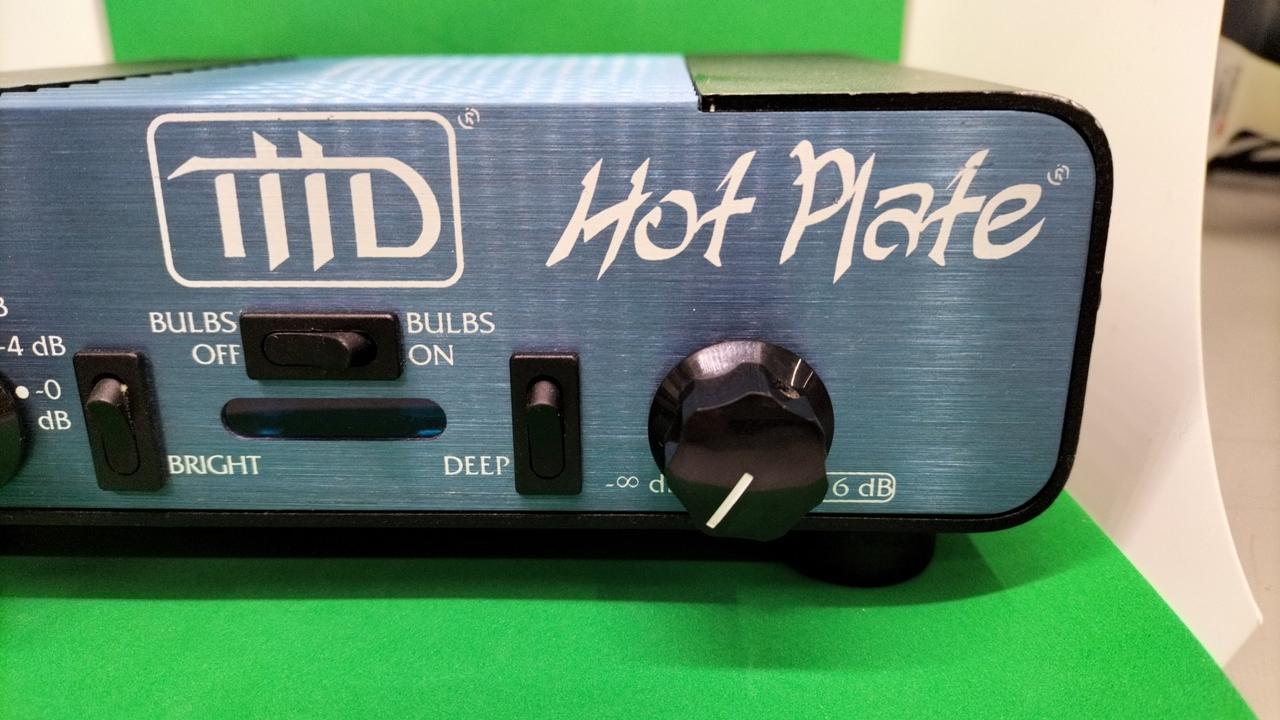 THD ®
Hot Plate ®
BULBS OFF
BULBS ON
-4 dB
-0 dB
BRIGHT
DEEP
-∞
6 dB